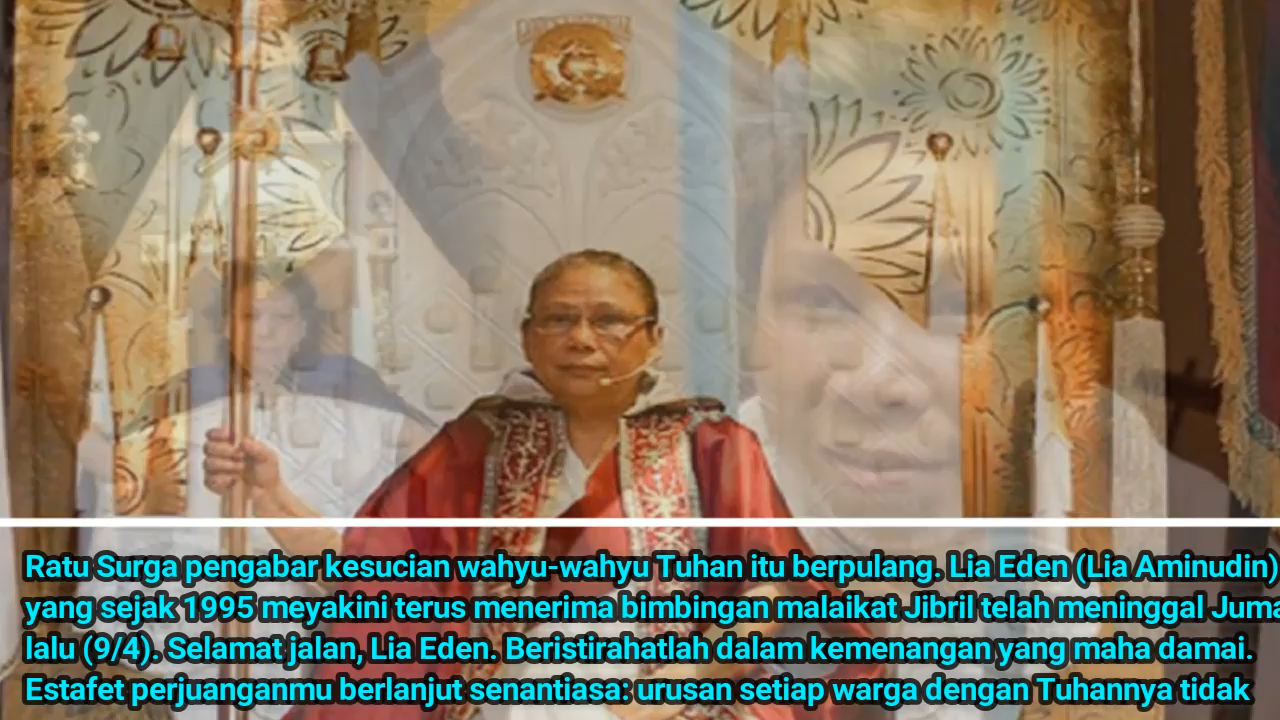 Ratu Surga pengabar kesucian wahyu-wahyu Tuhan itu berpulang. Lia Eden (Lia Aminudin)
yang sejak 1995 meyakini terus menerima bimbingan malaikat Jibril telah meninggal Juma
lalu (9/4). Selamat jalan, Lia Eden. Beristirahatlah dalam kemenangan yang maha damai.
Estafet perjuanganmu berlanjut senantiasa: urusan setiap warga dengan Tuhannya tidak